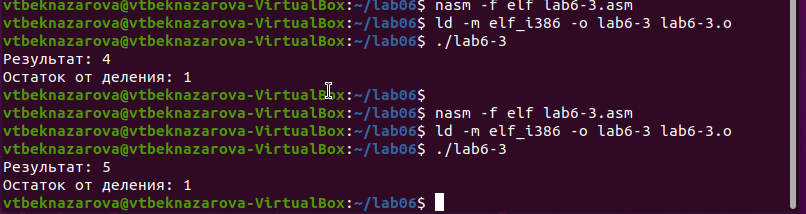 vtbeknazarova@vtbeknazarova-VirtualBox:~/lab06$ nasm -f elf lab6-3.asm
vtbeknazarova@vtbeknazarova-VirtualBox:~/lab06$ ld -m elf_i386 -o lab6-3 lab6-3.o
vtbeknazarova@vtbeknazarova-VirtualBox:~/lab06$ ./lab6-3
Результат: 4
Остаток от деления: 1
vtbeknazarova@vtbeknazarova-VirtualBox:~/lab06$
vtbeknazarova@vtbeknazarova-VirtualBox:~/lab06$ nasm -f elf lab6-3.asm
vtbeknazarova@vtbeknazarova-VirtualBox:~/lab06$ ld -m elf_i386 -o lab6-3 lab6-3.o
vtbeknazarova@vtbeknazarova-VirtualBox:~/lab06$ ./lab6-3
Результат: 5
Остаток от деления: 1
vtbeknazarova@vtbeknazarova-VirtualBox:~/lab06$